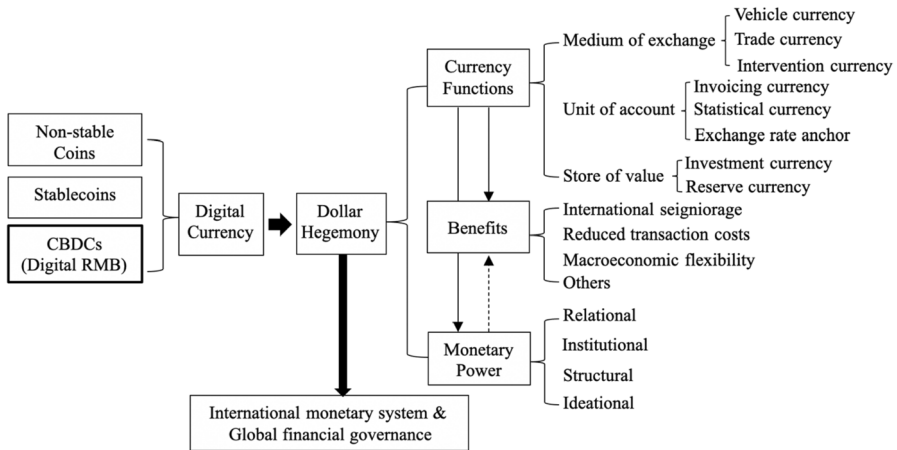 Non-stable
Coins
Stablecoins
CBDCs
(Digital RMB)
Digital
Currency
Dollar
Hegemony
International monetary system &
Global financial governance
Currency
Functions
Benefits
Monetary
Power
Medium of exchange
Vehicle currency
Trade currency
Intervention currency
Unit of account
Invoicing currency
Statistical currency
Exchange rate anchor
Store of value
Investment currency
Reserve currency
International seigniorage
Reduced transaction costs
Macroeconomic flexibility
Others
Relational
Institutional
Structural
Ideational